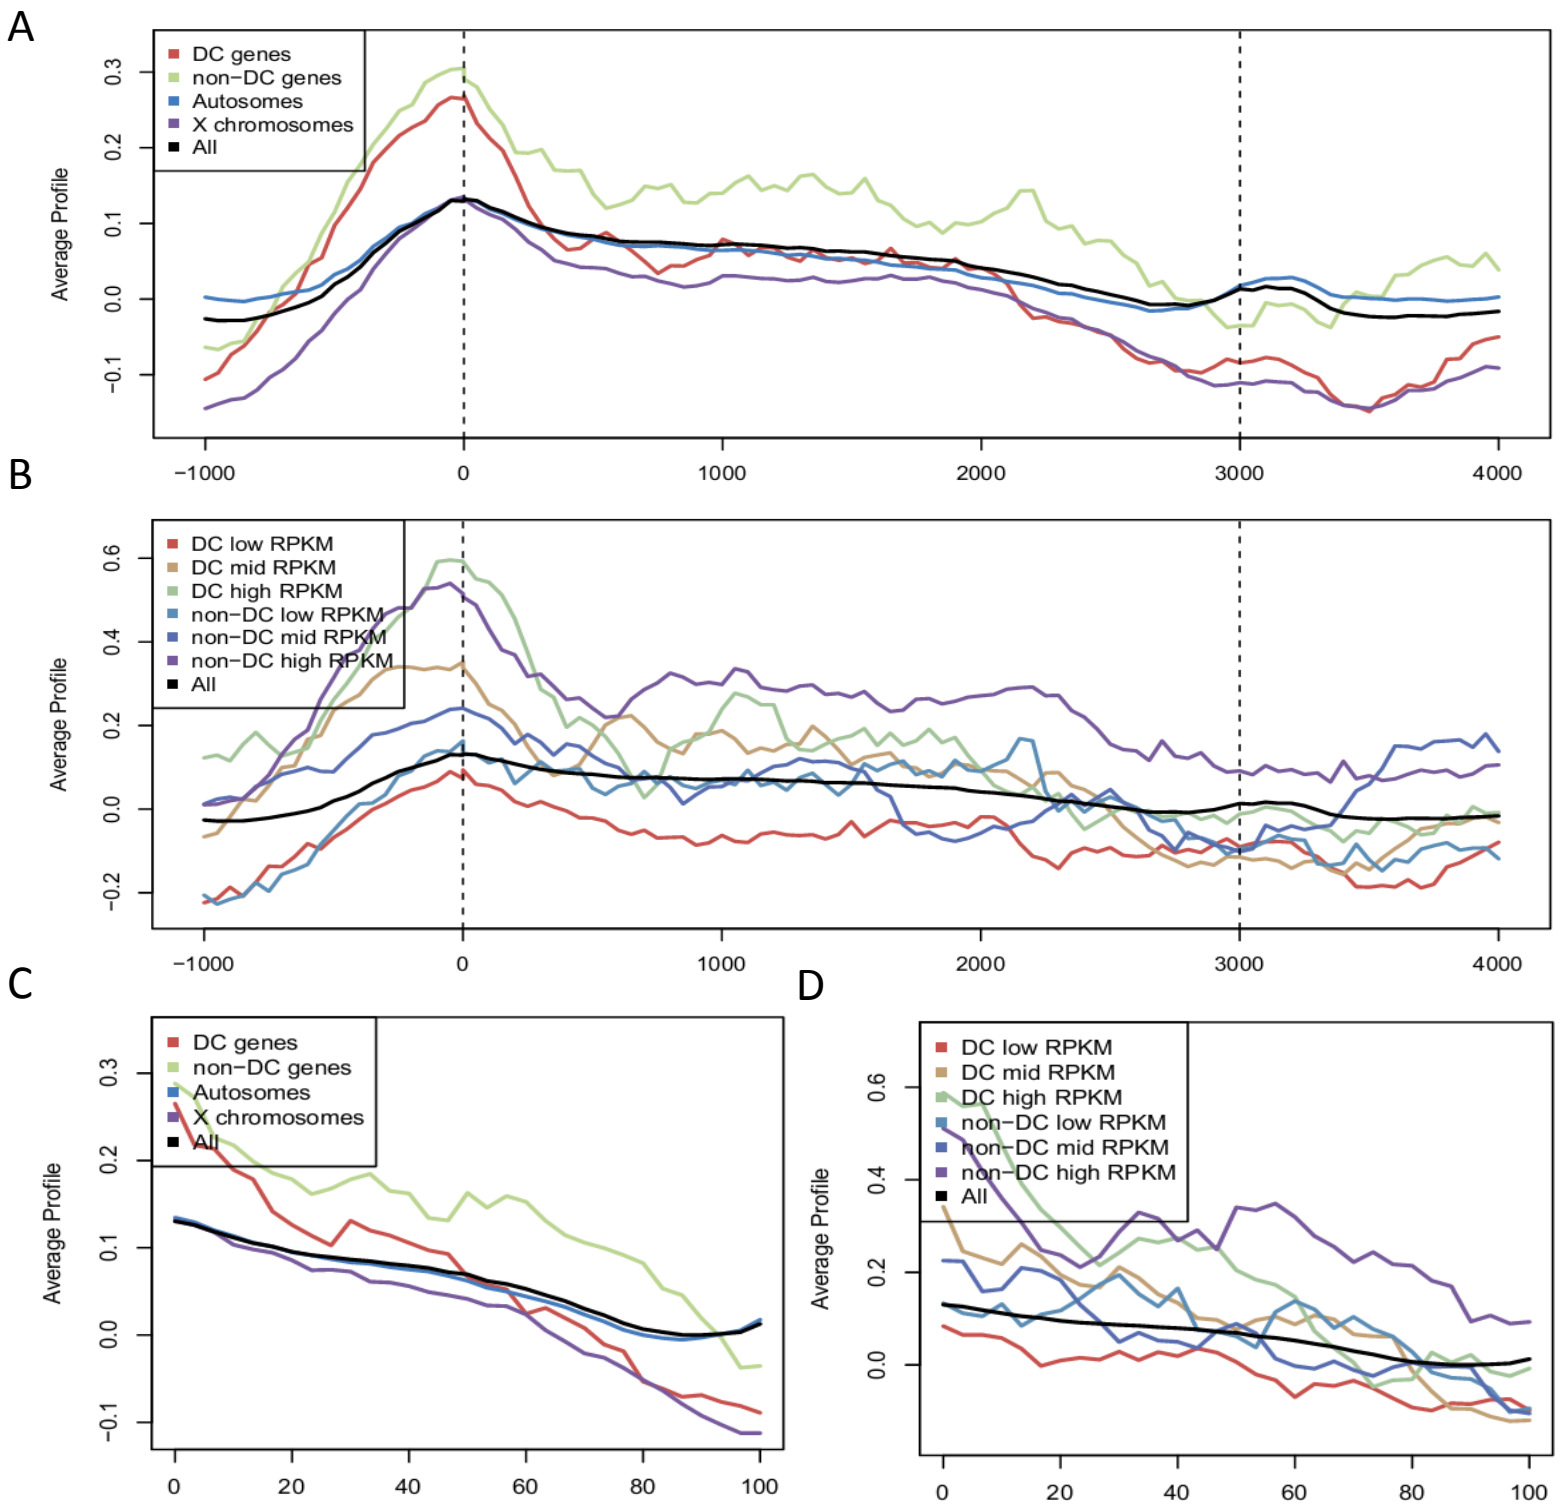 A
DC genes
non−DC genes
Autosomes
X chromosomes
All
Average Profile
0.3
0.2
0.1
0.0
−0.1
−1000 0 1000 2000 3000 4000
B
DC low RPKM
DC mid RPKM
DC high RPKM
non−DC low RPKM
non−DC mid RPKM
non−DC high RPKM
All
Average Profile
0.6
0.4
0.2
0.0
−0.2
−1000 0 1000 2000 3000 4000
C
DC genes
non−DC genes
Autosomes
X chromosomes
All
Average Profile
0.3
0.2
0.1
0.0
−0.1
0 20 40 60 80 100
D
DC low RPKM
DC mid RPKM
DC high RPKM
non−DC low RPKM
non−DC mid RPKM
non−DC high RPKM
All
Average Profile
0.6
0.4
0.2
0.0
0 20 40 60 80 100